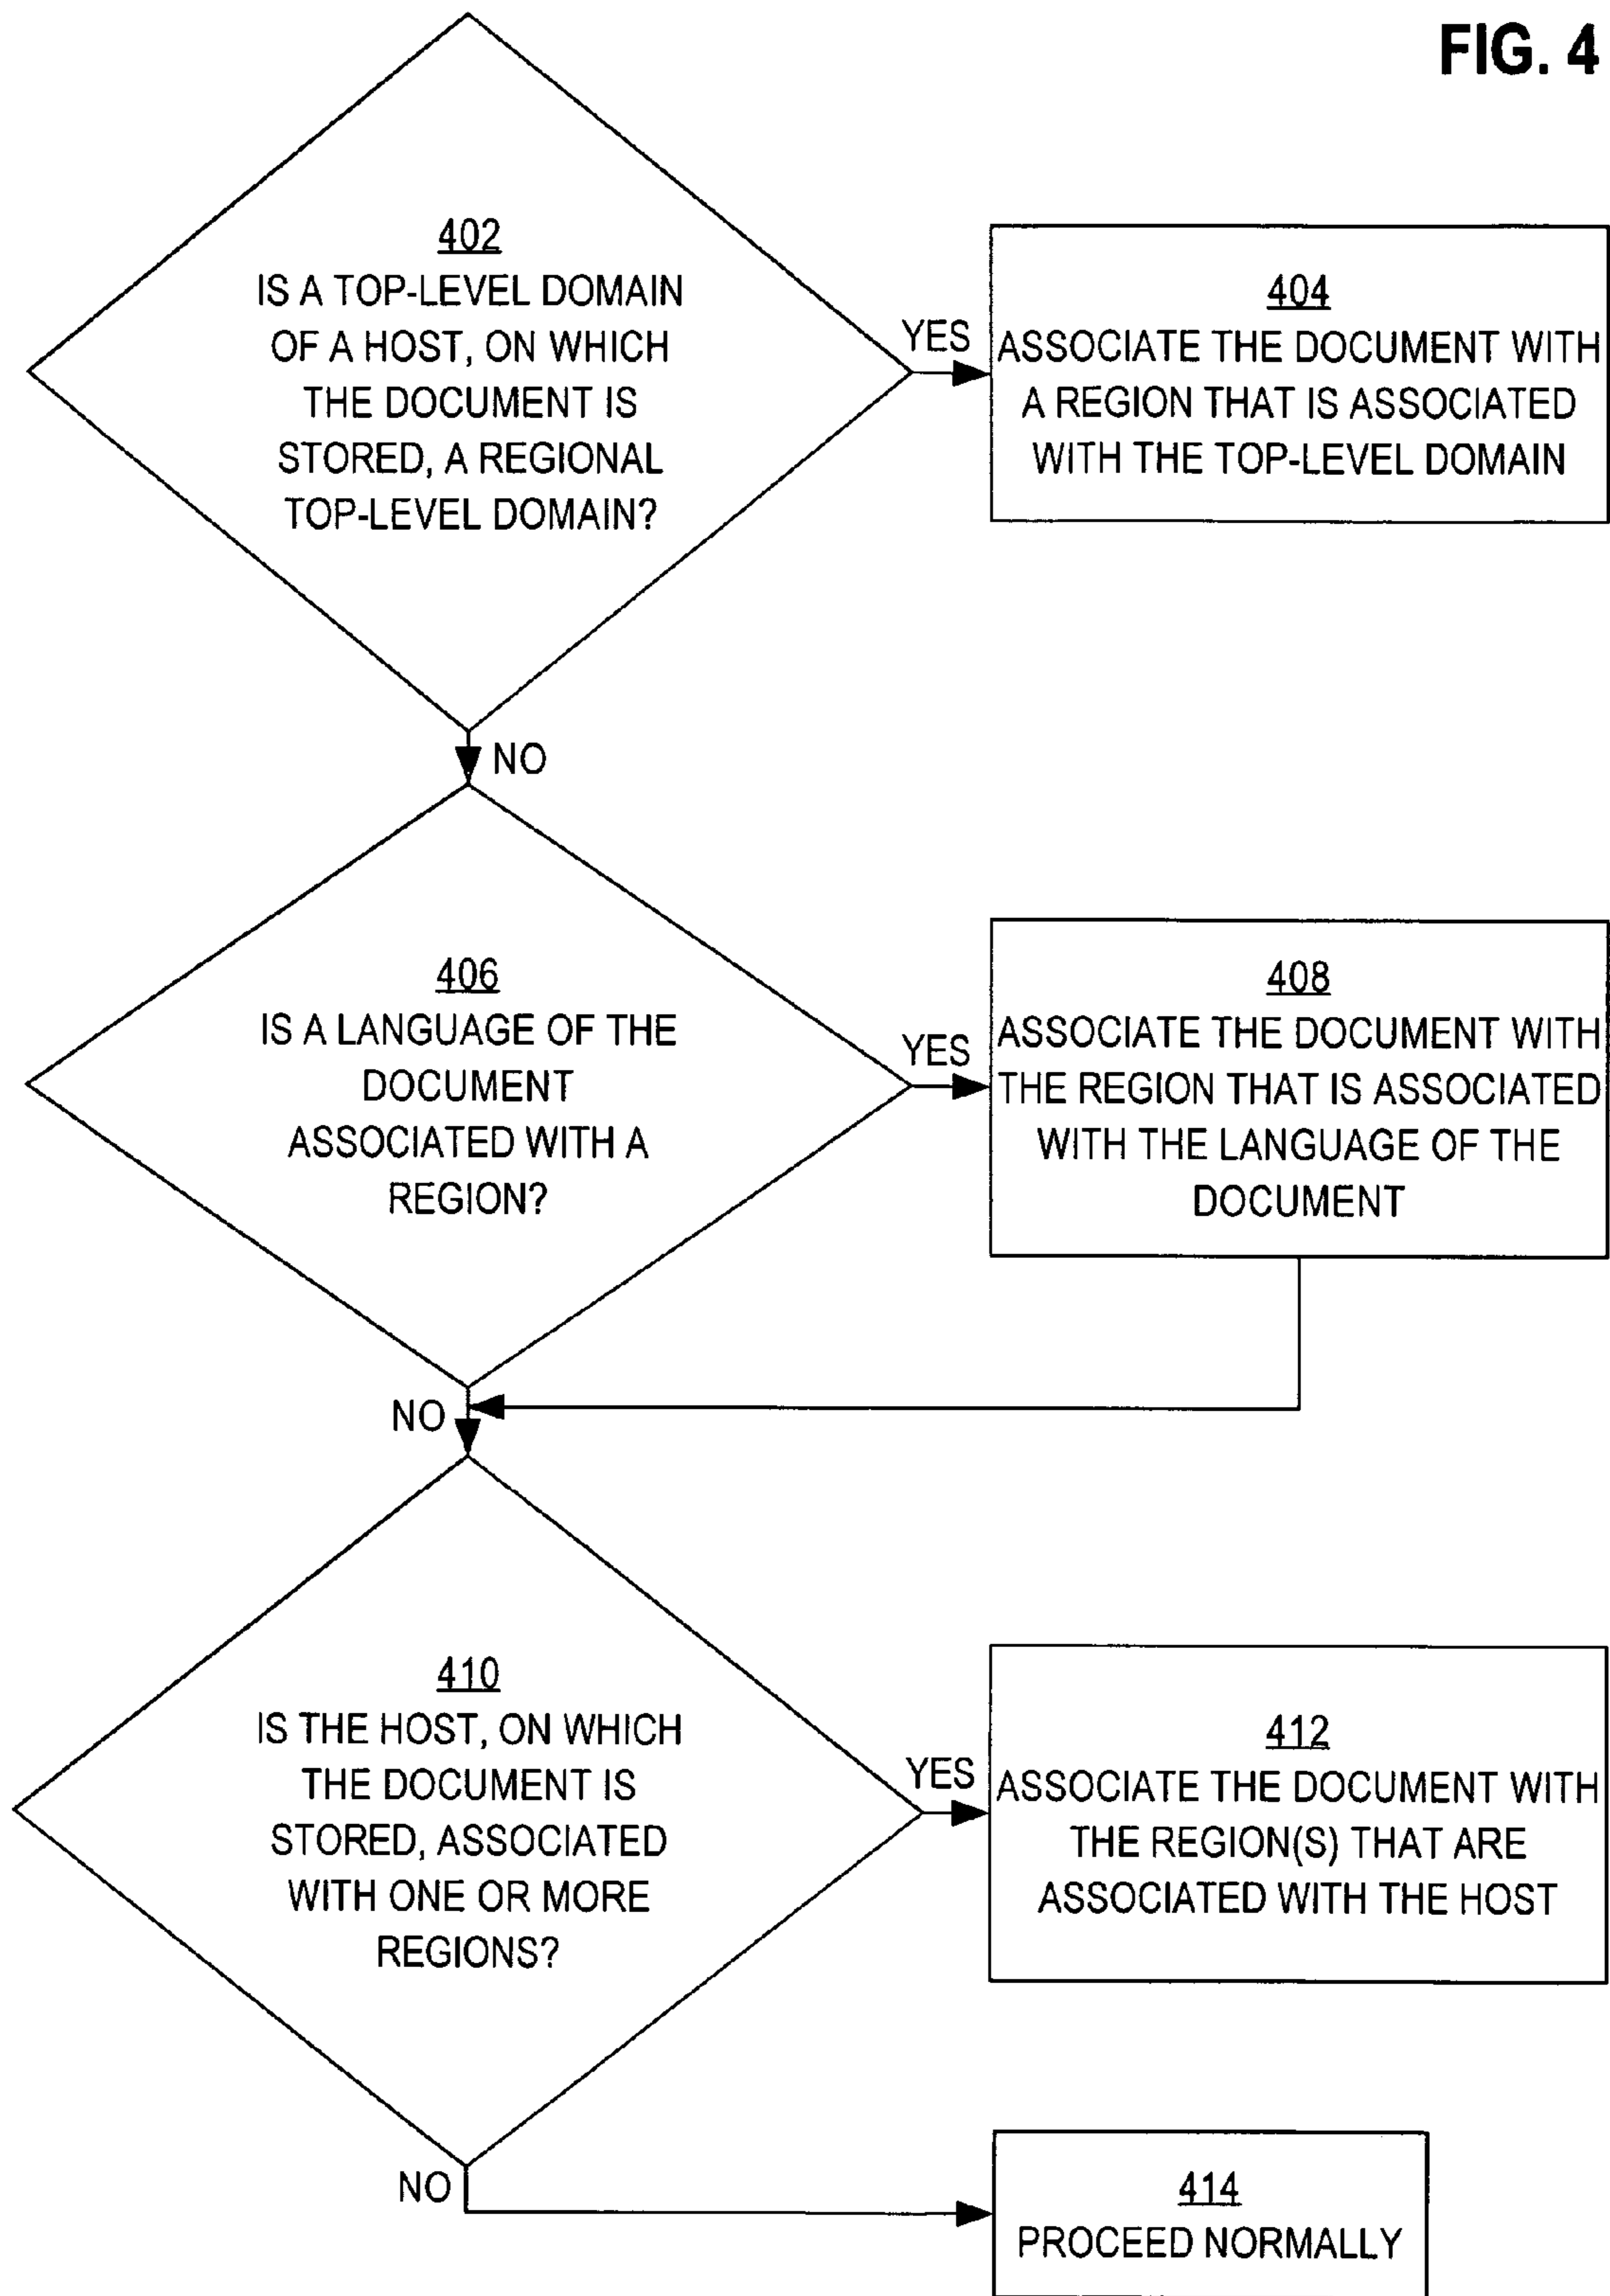 FIG. 4
402
IS A TOP-LEVEL DOMAIN
OF A HOST, ON WHICH
THE DOCUMENT IS
STORED, A REGIONAL
TOP-LEVEL DOMAIN?
YES
404
ASSOCIATE THE DOCUMENT WITH
A REGION THAT IS ASSOCIATED
WITH THE TOP-LEVEL DOMAIN
NO
406
IS A LANGUAGE OF THE
DOCUMENT
ASSOCIATED WITH A
REGION?
YES
408
ASSOCIATE THE DOCUMENT WITH
THE REGION THAT IS ASSOCIATED
WITH THE LANGUAGE OF THE
DOCUMENT
NO
410
IS THE HOST, ON WHICH
THE DOCUMENT IS
STORED, ASSOCIATED
WITH ONE OR MORE
REGIONS?
YES
412
ASSOCIATE THE DOCUMENT WITH
THE REGION(S) THAT ARE
ASSOCIATED WITH THE HOST
NO
414
PROCEED NORMALLY